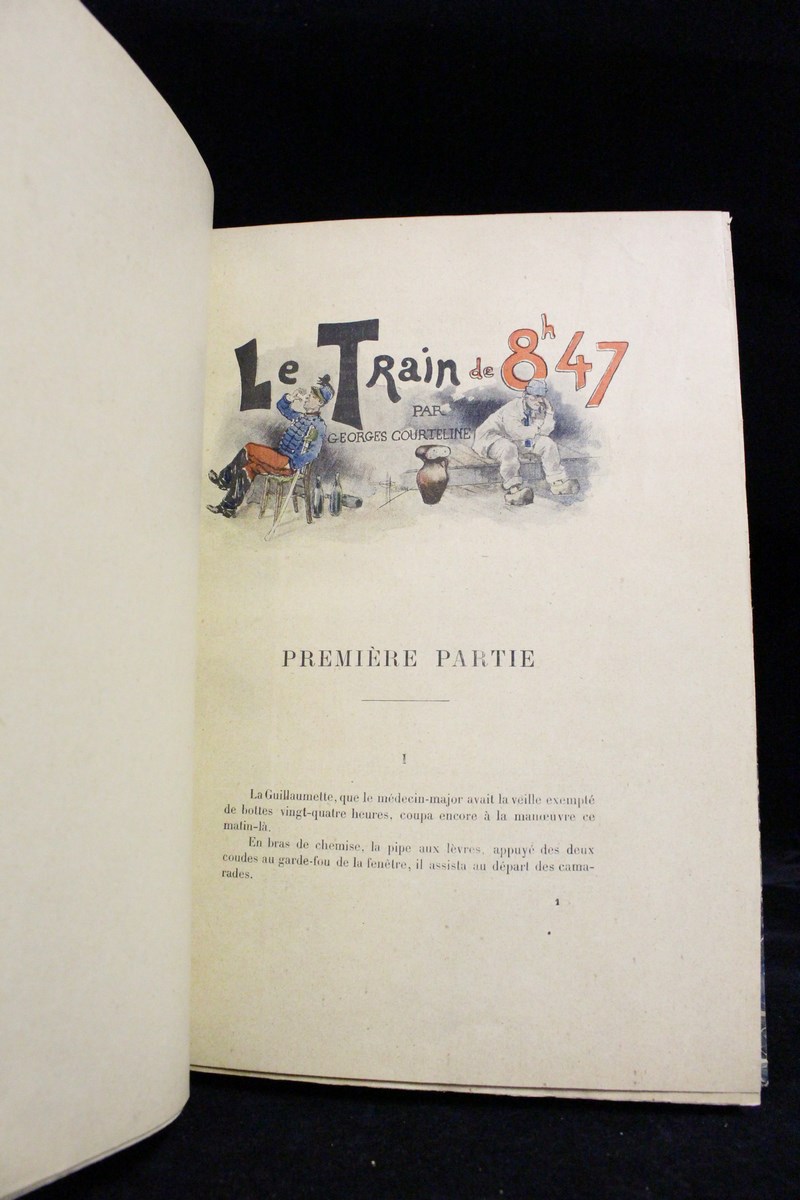 Le Train de 8h47
PAR
GEORGES COURTELINE
PREMIÈRE PARTIE
I
La Guillaumette, que le médecin-major avait la veille exempté
de bottes vingt-quatre heures, coupa encore à la manœuvre ce
matin-là.
En bras de chemise, la pipe aux lèvres, appuyé des deux
coudes au garde-fou de la fenêtre, il assista au départ des cama-
rades.
1